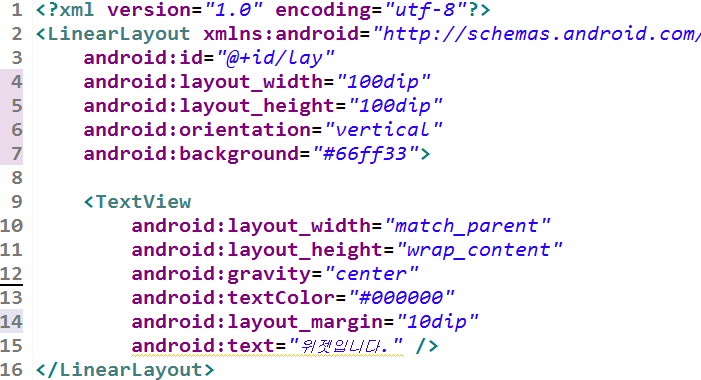 1 <?xml version="1.0" encoding="utf-8"?>
2 <LinearLayout xmlns:android="http://schemas.android.com/
3     android:id="@+id/lay"
4     android:layout_width="100dip"
5     android:layout_height="100dip"
6     android:orientation="vertical"
7     android:background="#66ff33">
8
9     <TextView
10         android:layout_width="match_parent"
11         android:layout_height="wrap_content"
12         android:gravity="center"
13         android:textColor="#000000"
14         android:layout_margin="10dip"
15         android:text="위젯입니다." />
16 </LinearLayout>